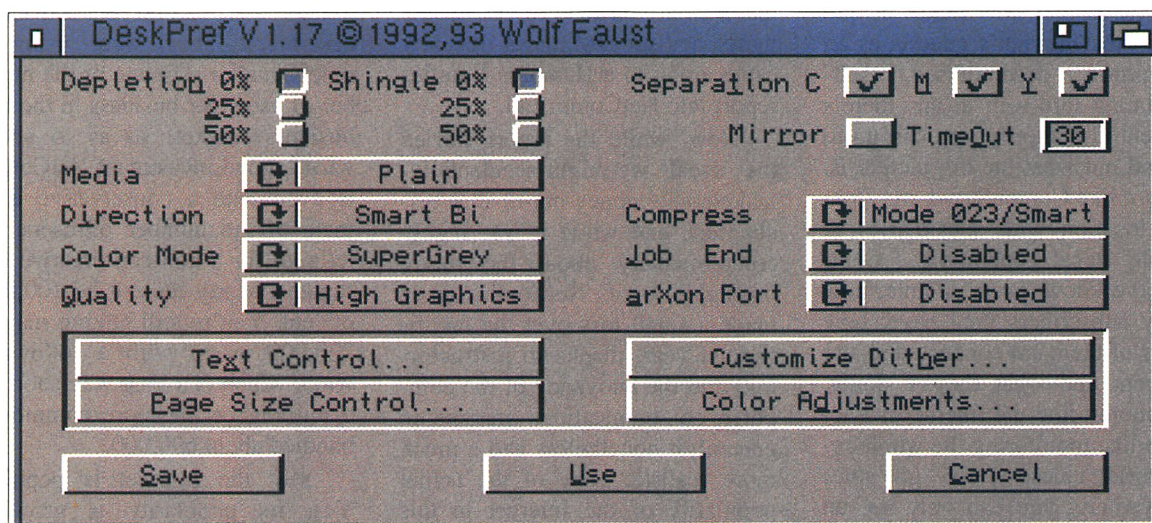 DeskPref V 1.17 ©1992,93 Wolf Faust
Depletion 0% Shingle 0% Separation C M Y
25% 25%
50% 50% Mirror TimeOut 30
Media Plain
Direction Smart Bi Compress Mode 023/Smart
Color Mode SuperGrey Job End Disabled
Quality High Graphics arXon Port Disabled
Text Control... Customize Dither...
Page Size Control... Color Adjustments...
Save Use Cancel